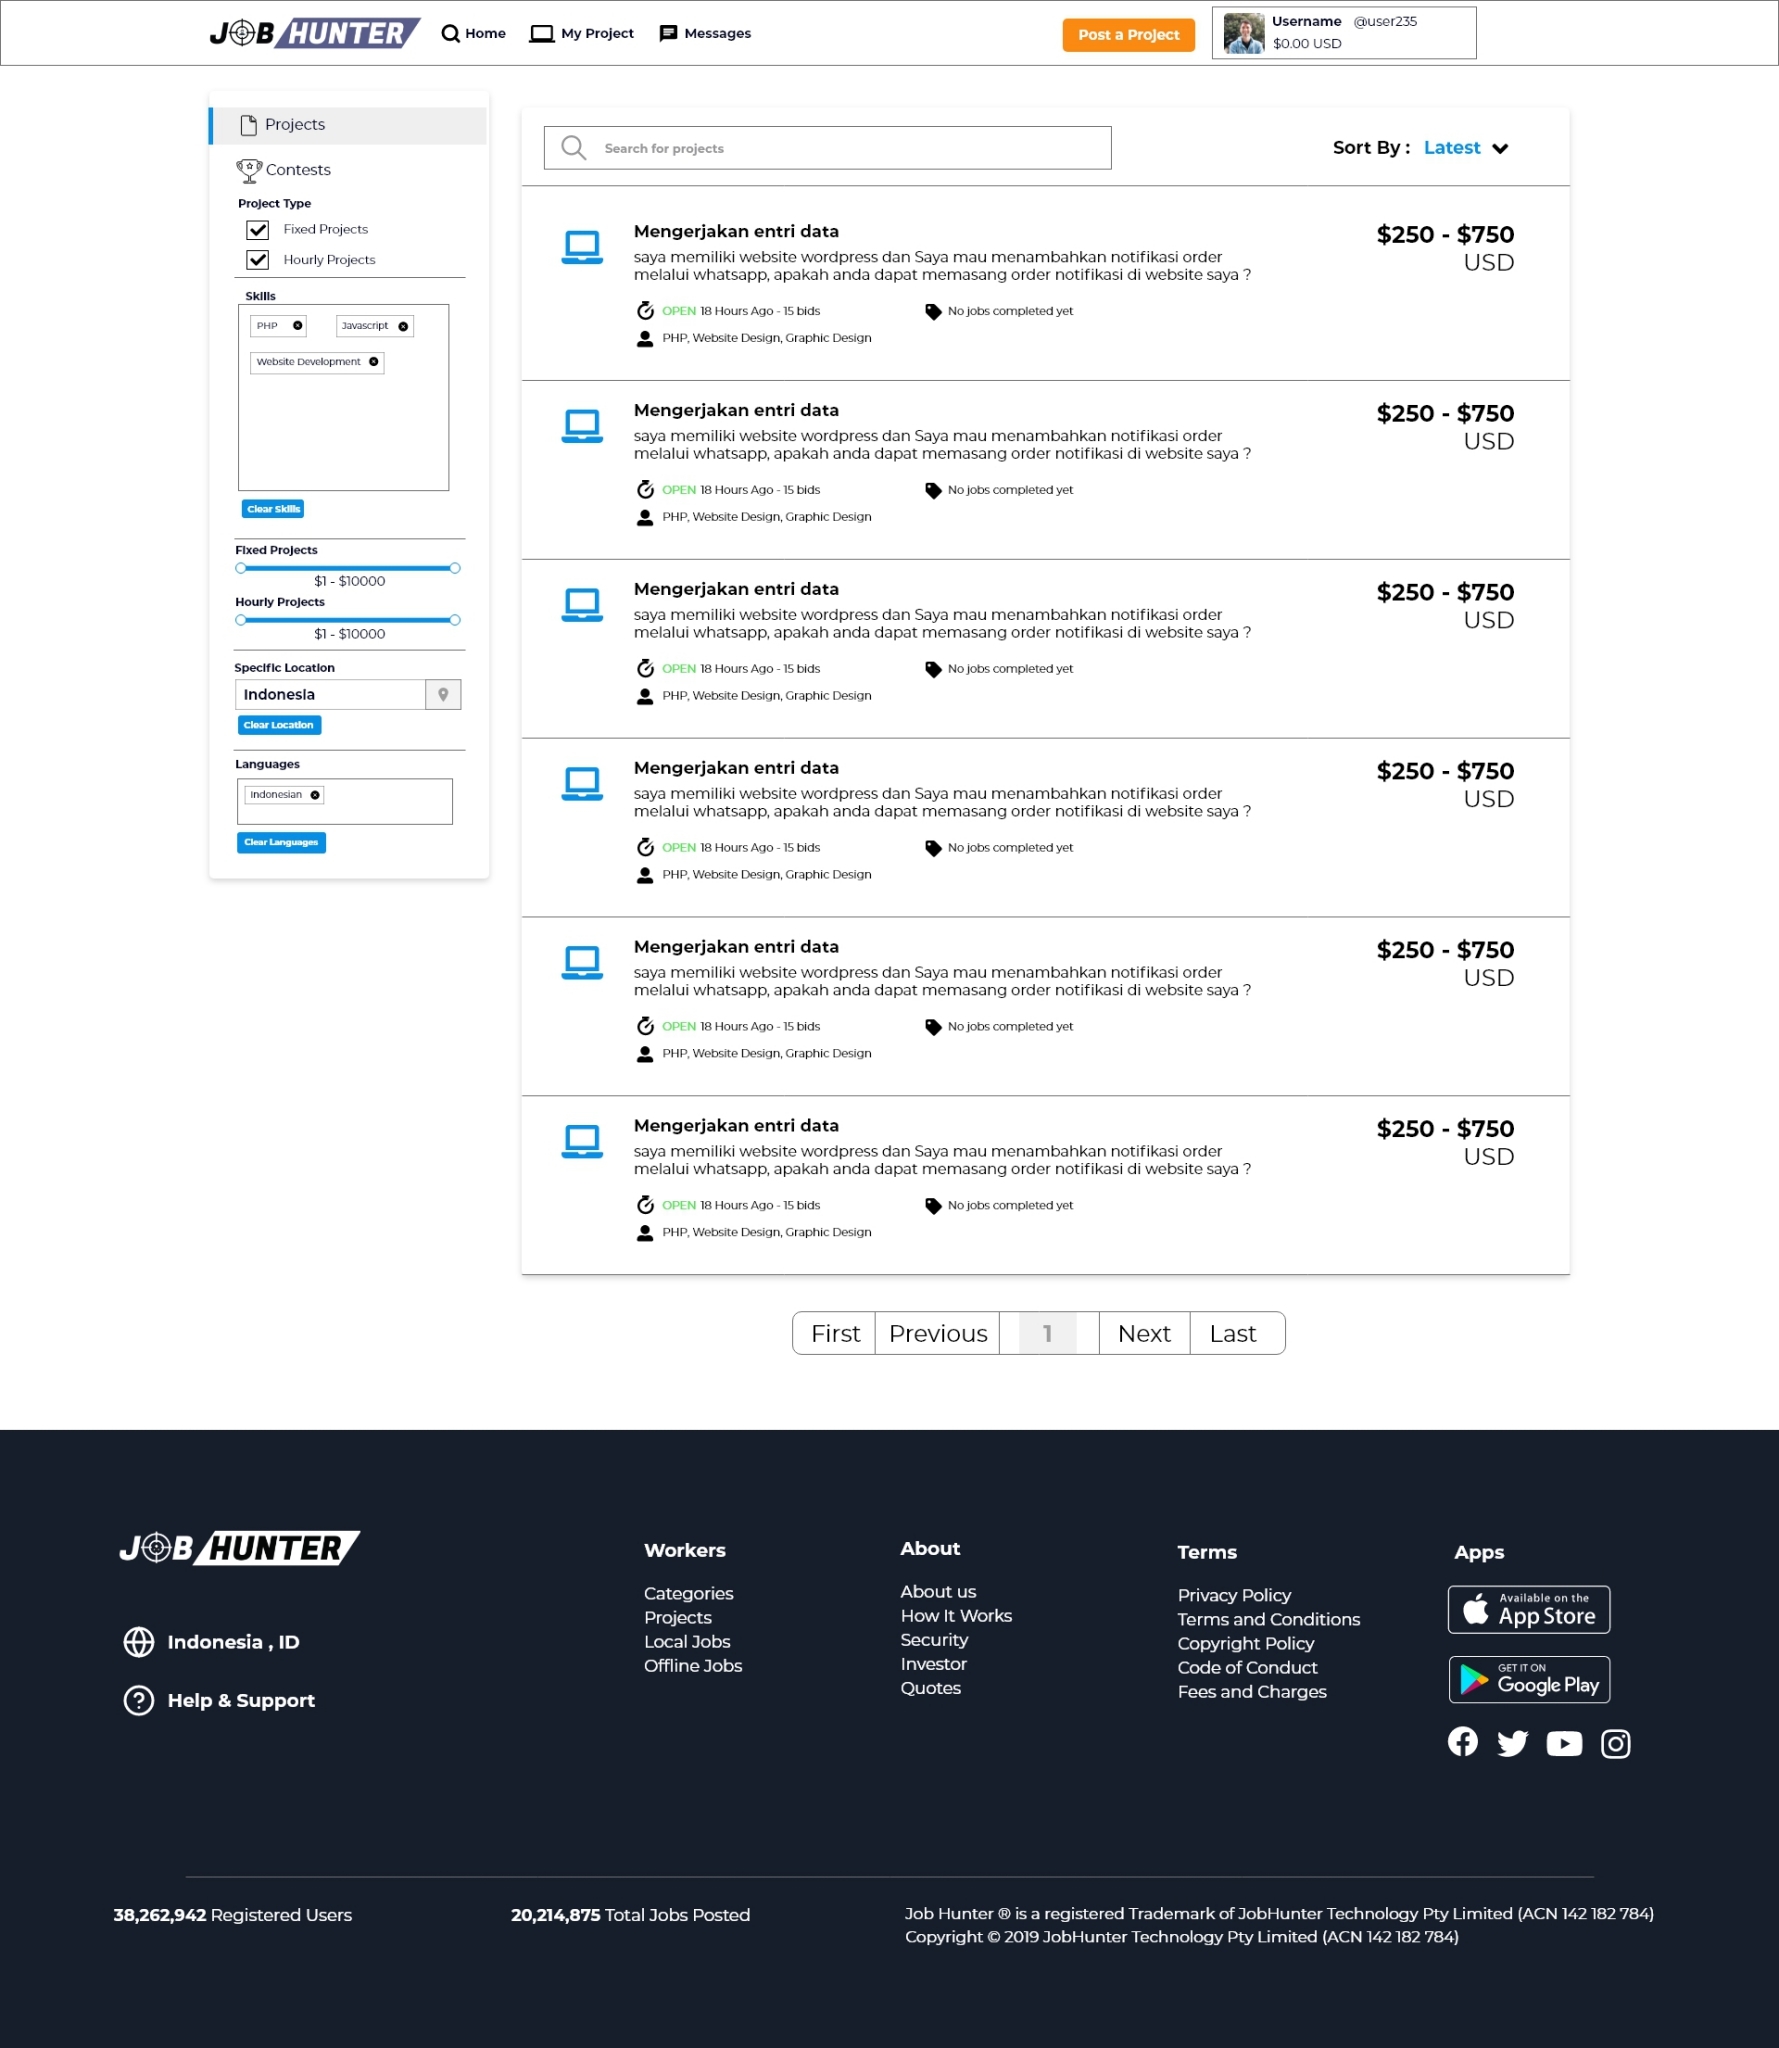 JOB HUNTER
Home
My Project
Messages
Post a Project
Username @user235
$0.00 USD
Projects
Contests
Project Type
Fixed Projects
Hourly Projects
Skills
PHP
Javascript
Website Development
Clear Skills
Fixed Projects
$1 - $10000
Hourly Projects
$1 - $10000
Specific Location
Indonesia
Clear Location
Languages
Indonesian
Clear Languages
Search for projects
Sort By : Latest
Mengerjakan entri data
saya memiliki website wordpress dan Saya mau menambahkan notifikasi order
melalui whatsapp, apakah anda dapat memasang order notifikasi di website saya ?
OPEN 18 Hours Ago - 15 bids
No jobs completed yet
PHP, Website Design, Graphic Design
$250 - $750
USD
Mengerjakan entri data
saya memiliki website wordpress dan Saya mau menambahkan notifikasi order
melalui whatsapp, apakah anda dapat memasang order notifikasi di website saya ?
OPEN 18 Hours Ago - 15 bids
No jobs completed yet
PHP, Website Design, Graphic Design
$250 - $750
USD
Mengerjakan entri data
saya memiliki website wordpress dan Saya mau menambahkan notifikasi order
melalui whatsapp, apakah anda dapat memasang order notifikasi di website saya ?
OPEN 18 Hours Ago - 15 bids
No jobs completed yet
PHP, Website Design, Graphic Design
$250 - $750
USD
Mengerjakan entri data
saya memiliki website wordpress dan Saya mau menambahkan notifikasi order
melalui whatsapp, apakah anda dapat memasang order notifikasi di website saya ?
OPEN 18 Hours Ago - 15 bids
No jobs completed yet
PHP, Website Design, Graphic Design
$250 - $750
USD
Mengerjakan entri data
saya memiliki website wordpress dan Saya mau menambahkan notifikasi order
melalui whatsapp, apakah anda dapat memasang order notifikasi di website saya ?
OPEN 18 Hours Ago - 15 bids
No jobs completed yet
PHP, Website Design, Graphic Design
$250 - $750
USD
Mengerjakan entri data
saya memiliki website wordpress dan Saya mau menambahkan notifikasi order
melalui whatsapp, apakah anda dapat memasang order notifikasi di website saya ?
OPEN 18 Hours Ago - 15 bids
No jobs completed yet
PHP, Website Design, Graphic Design
$250 - $750
USD
First Previous 1 Next Last
JOB HUNTER
Indonesia , ID
Help & Support
Workers
Categories
Projects
Local Jobs
Offline Jobs
About
About us
How It Works
Security
Investor
Quotes
Terms
Privacy Policy
Terms and Conditions
Copyright Policy
Code of Conduct
Fees and Charges
Apps
Available on the
App Store
GET IT ON
Google Play
38,262,942 Registered Users
20,214,875 Total Jobs Posted
Job Hunter ® is a registered Trademark of JobHunter Technology Pty Limited (ACN 142 182 784)
Copyright © 2019 JobHunter Technology Pty Limited (ACN 142 182 784)